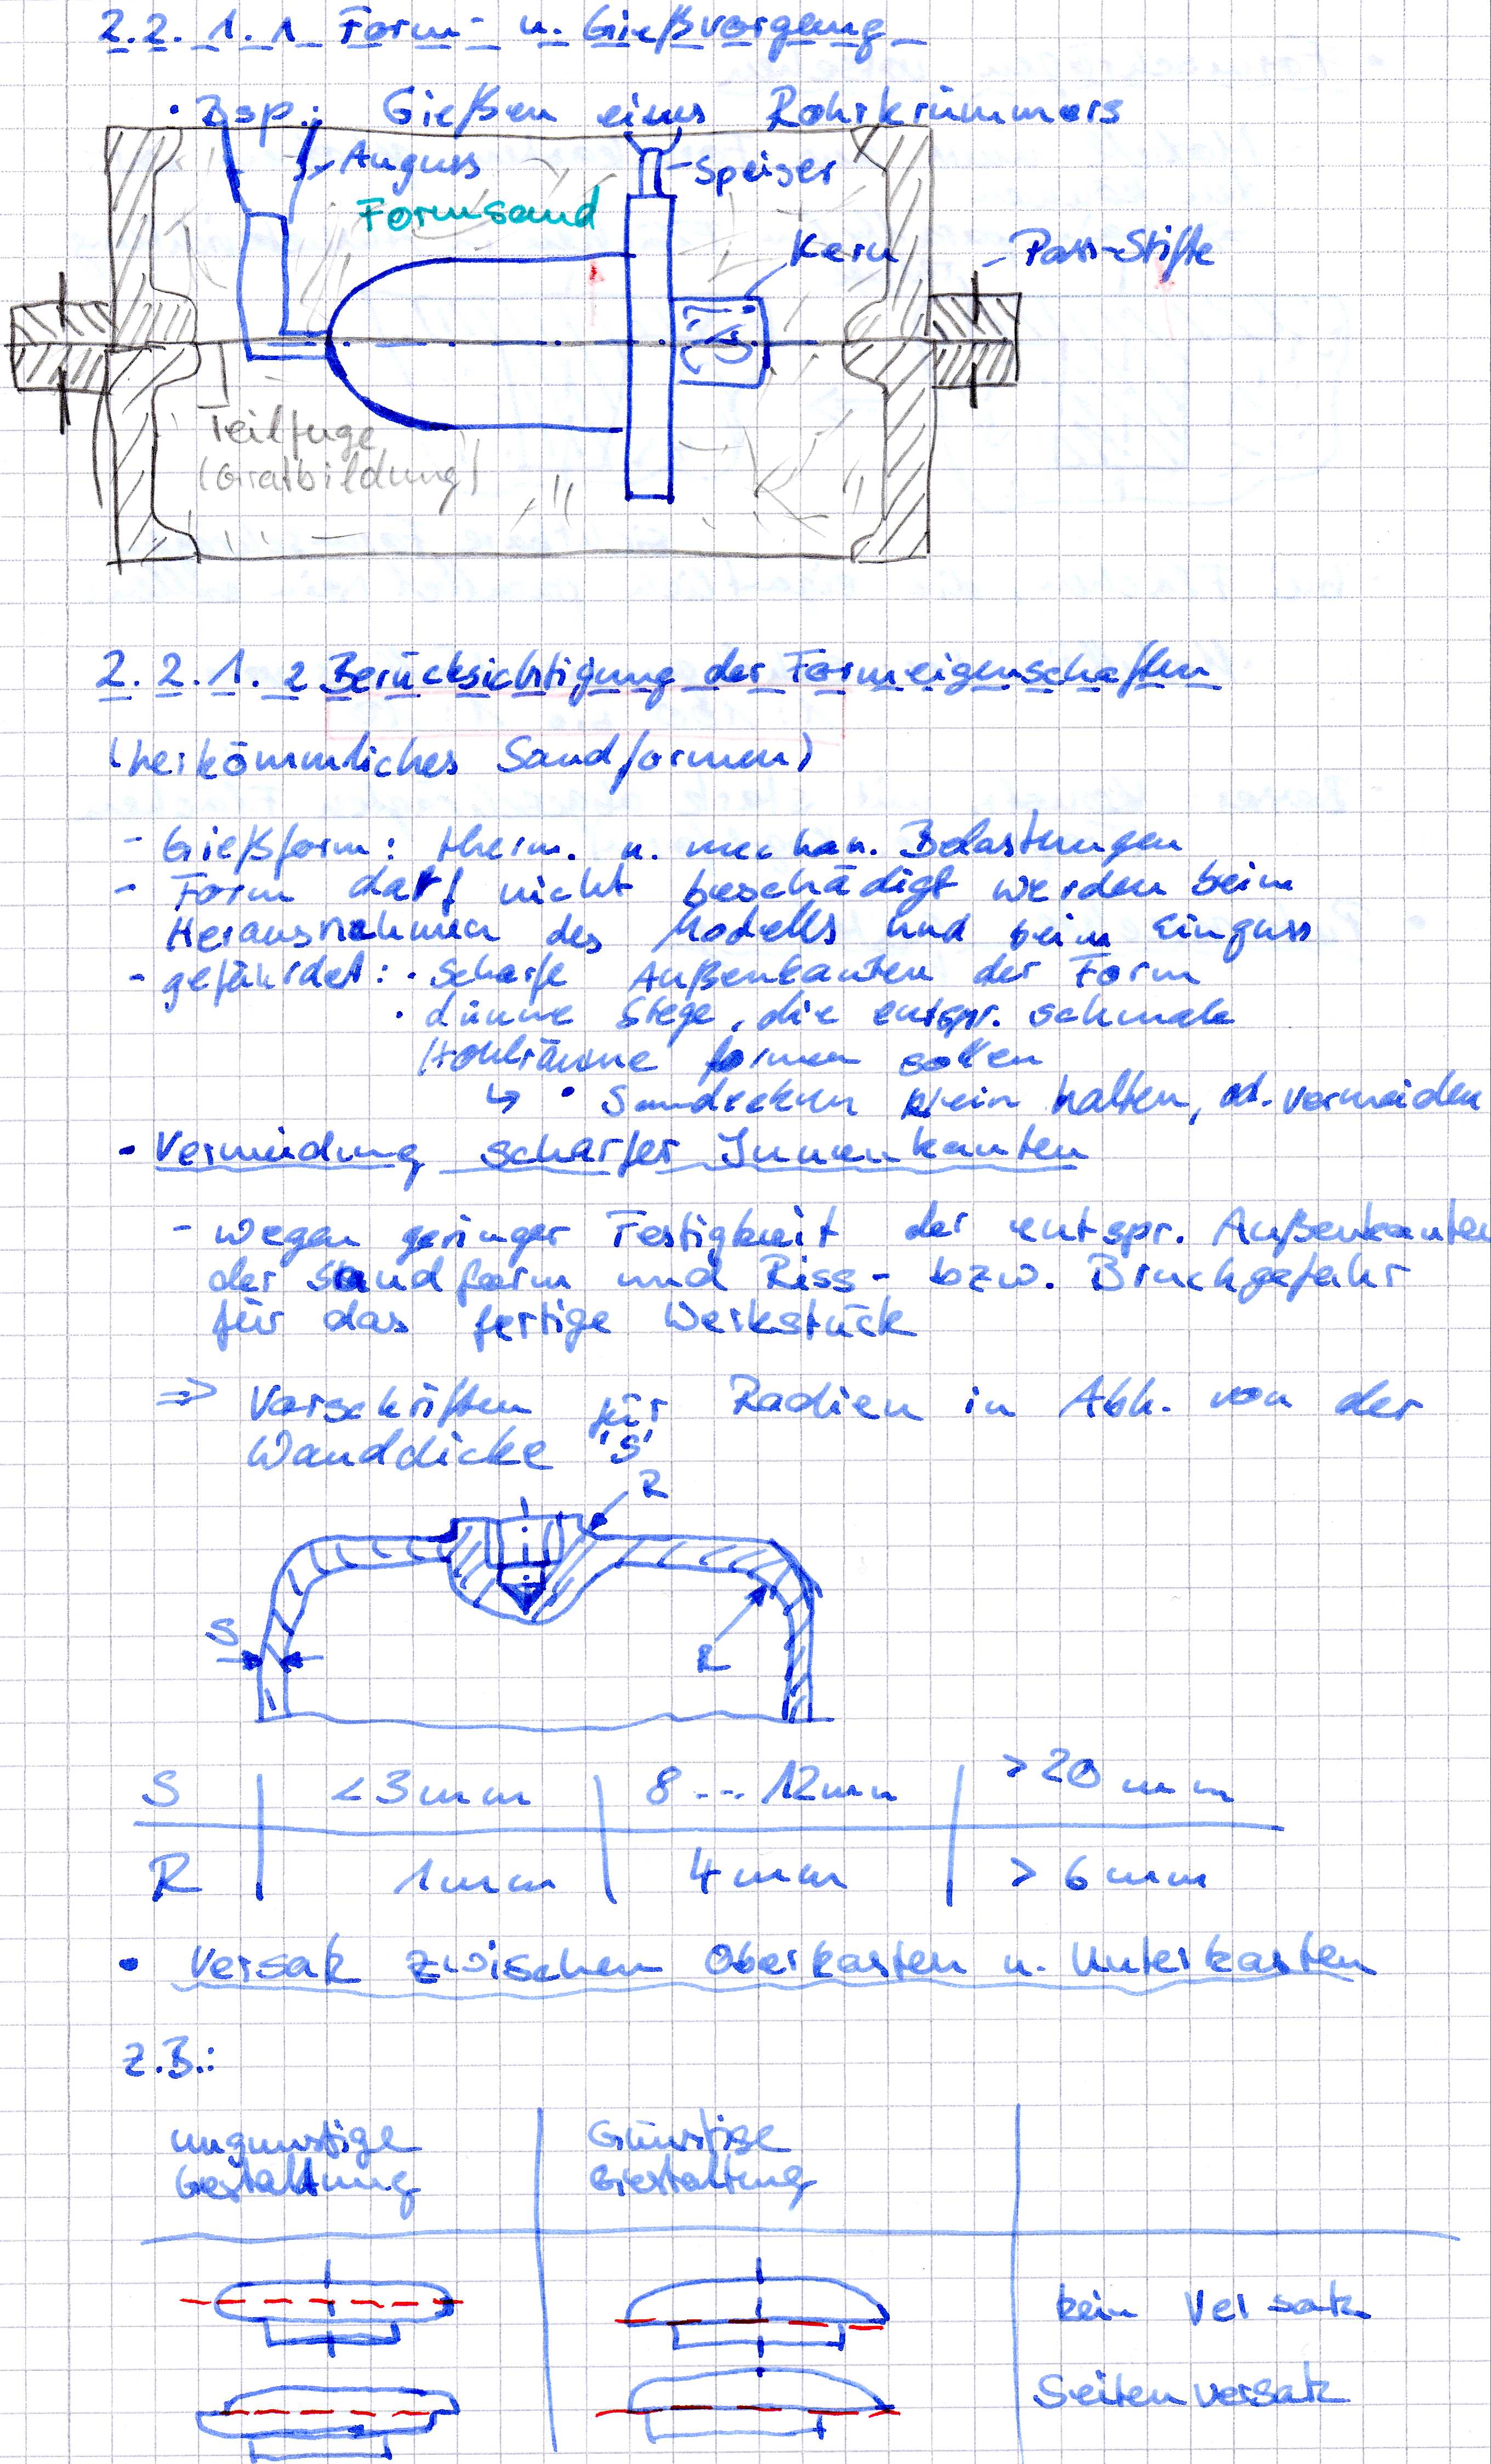 2.2.1.1 Form- u. Gießvorgang
• Bsp.: Gießen eines Rohrkrümmers
Anguss
Speiser
Formsand
Kern
Pass-Stifte
Teilfuge
(Gratbildung)
2.2.1.2 Berücksichtigung der Formeigenschaften
(herkömmliches Sandformen)
- Gießform: therm. u. mechan. Belastungen
- Form darf nicht beschädigt werden beim
Herausnehmen des Modells und beim Einguss
- gefährdet: • Scharfe Außenkanten der Form
• dünne Stege, die entspr. schmale
Hohlräume formen sollen
↳ • Sandecken klein halten, od. vermeiden
• Vermeidung scharfer Innenkanten
- wegen geringer Festigkeit der entspr. Außenkanten
der Sandform und Riss- bzw. Bruchgefahr
für das fertige Werkstück
⇒ Vorschriften für Radien in Abh. von der
Wanddicke 's'
R
S
R
S | <3mm | 8...12mm | >20mm
R | 1mm | 4mm | >6mm
• Versatz zwischen Oberkasten u. Unterkasten
z.B.:
ungünstige
Gestaltung
Günstige
Gestaltung
kein Versatz
Seitenversatz